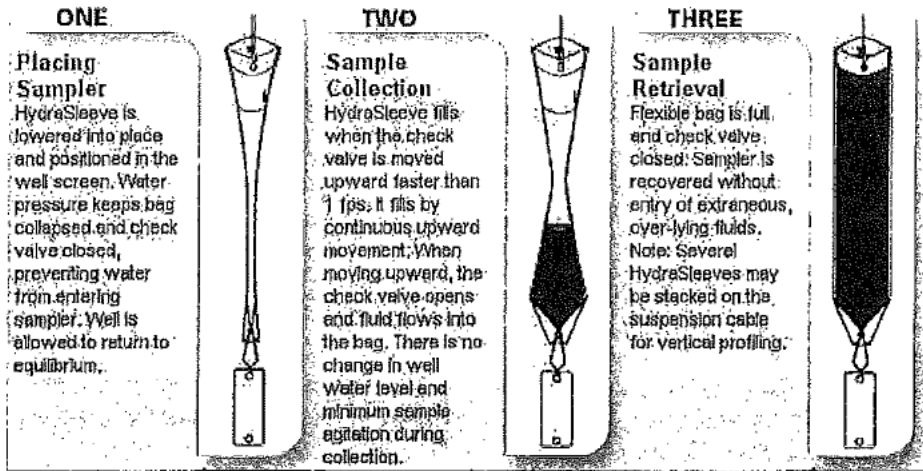 ONE
Placing
Sampler
HydraSleeve is
lowered into place
and positioned in the
well screen. Water
pressure keeps bag
collapsed and check
valve closed,
preventing water
from entering
sampler. Well is
allowed to return to
equilibrium.
TWO
Sample
Collection
HydraSleeve fills
when the check
valve is moved
upward faster than
1 fps. It fills by
continuous upward
movement. When
moving upward, the
check valve opens
and fluid flows into
the bag. There is no
change in well
water level and
minimum sample
agitation during
collection.
THREE
Sample
Retrieval
Flexible bag is full
and check valve
closed. Sampler is
recovered without
entry of extraneous,
over-lying fluids.
Note: Several
HydraSleeves may
be stacked on the
suspension cable
for vertical profiling.